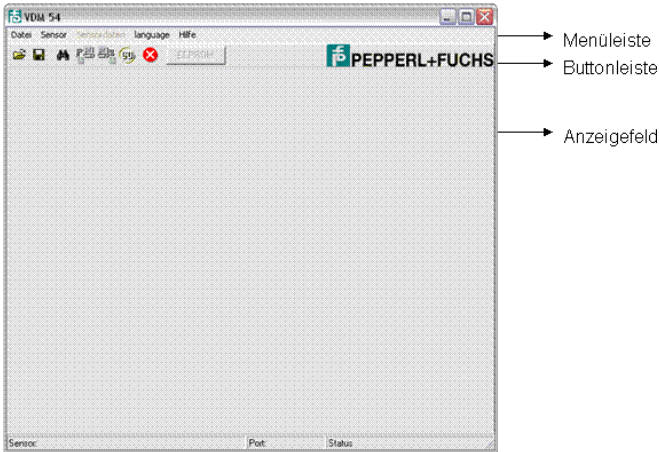 VDM 54
Datei Sensor Sensordaten language Hilfe
EEPROM
PEPPERL+FUCHS
Menüleiste
Buttonleiste
Anzeigefeld
Sensor: Port: Status